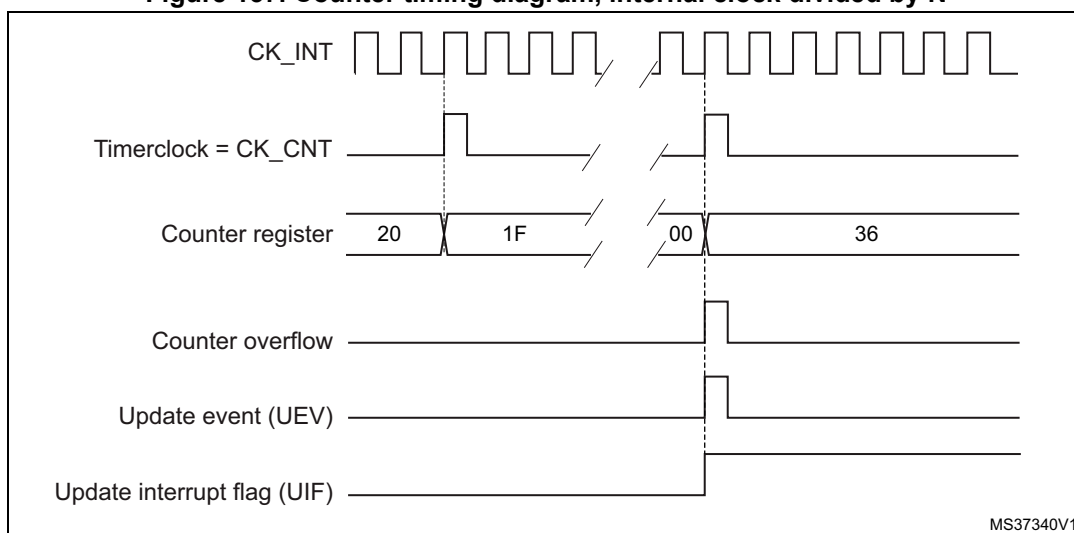 CK_INT
Timerclock = CK_CNT
Counter register 20 1F 00 36
Counter overflow
Update event (UEV)
Update interrupt flag (UIF)
MS37340V1